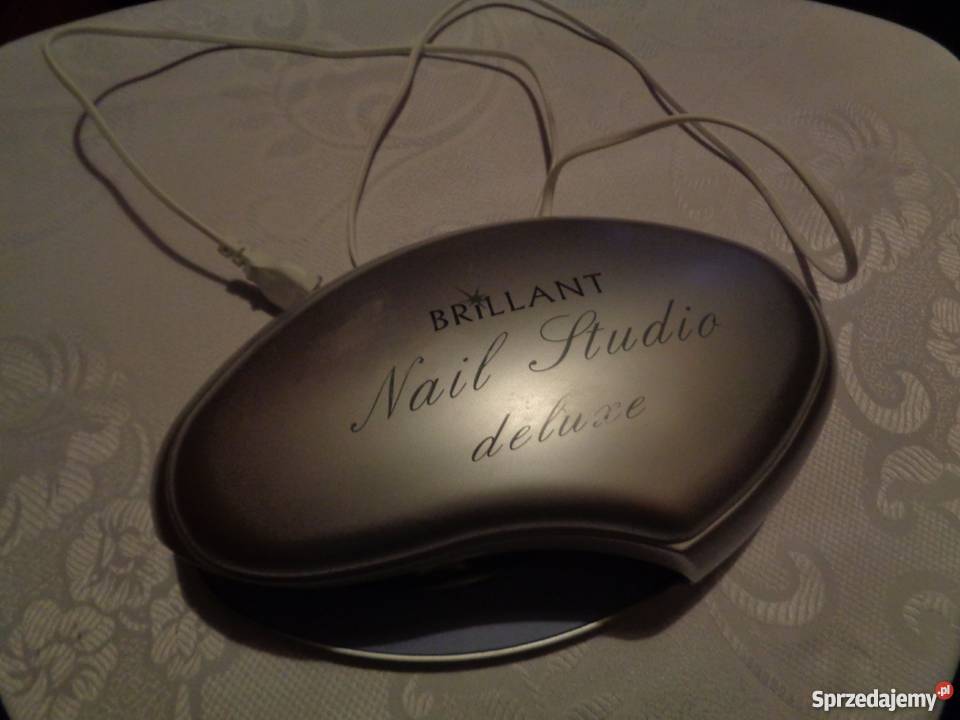 BRILLANT
Nail Studio
deluxe
Sprzedajemy.pl